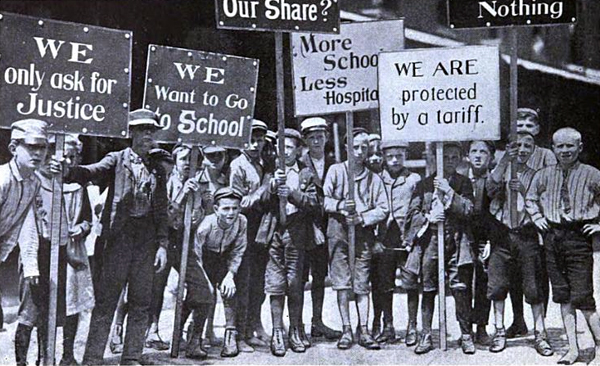 WE
only ask for
Justice
WE
Want to Go
to School
Our Share?
More
School
Less
Hospital
WE ARE
protected
by a tariff.
Nothing